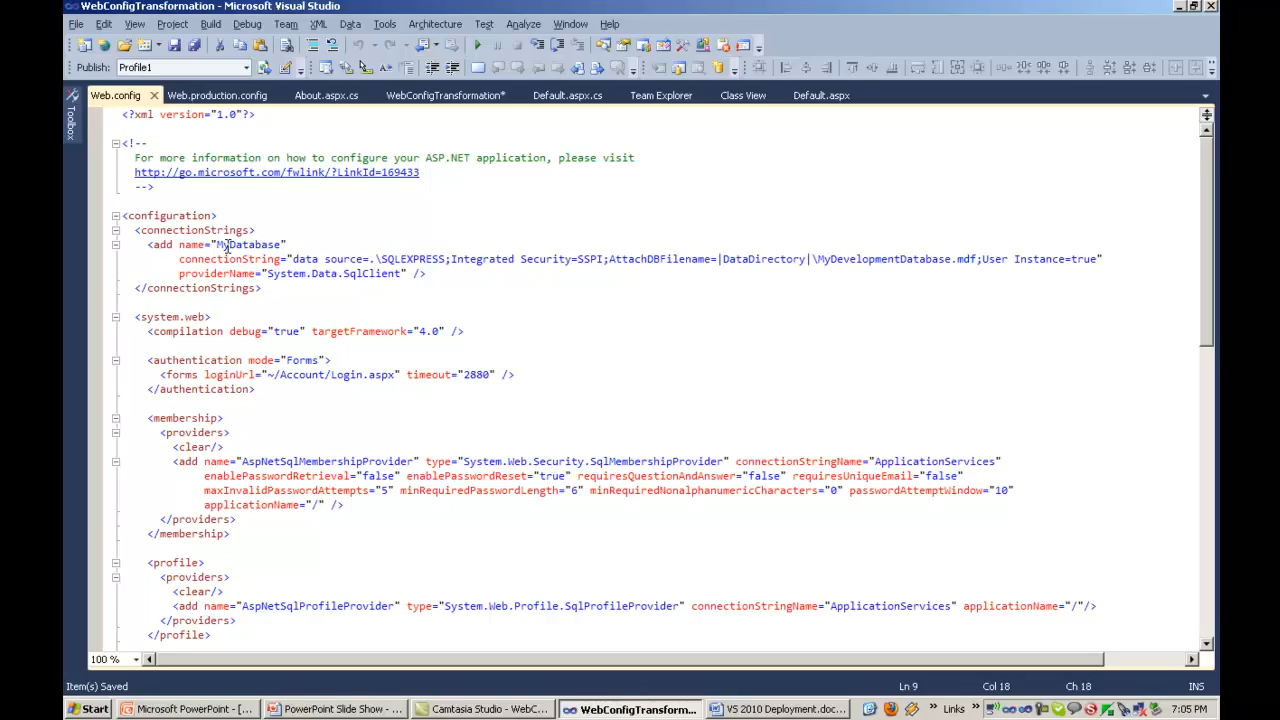 WebConfigTransformation - Microsoft Visual Studio
File Edit View Project Build Debug Team XML Data Tools Architecture Test Analyze Window Help
Publish: Profile1
Web.config Web.production.config About.aspx.cs WebConfigTransformation* Default.aspx.cs Team Explorer Class View Default.aspx
Toolbox
<?xml version="1.0"?>
<!--
For more information on how to configure your ASP.NET application, please visit
http://go.microsoft.com/fwlink/?LinkId=169433
-->
<configuration>
<connectionStrings>
<add name="MyDatabase"
connectionString="data source=.\SQLEXPRESS;Integrated Security=SSPI;AttachDBFilename=|DataDirectory|\MyDevelopmentDatabase.mdf;User Instance=true"
providerName="System.Data.SqlClient" />
</connectionStrings>
<system.web>
<compilation debug="true" targetFramework="4.0" />
<authentication mode="Forms">
<forms loginUrl="~/Account/Login.aspx" timeout="2880" />
</authentication>
<membership>
<providers>
<clear/>
<add name="AspNetSqlMembershipProvider" type="System.Web.Security.SqlMembershipProvider" connectionStringName="ApplicationServices"
enablePasswordRetrieval="false" enablePasswordReset="true" requiresQuestionAndAnswer="false" requiresUniqueEmail="false"
maxInvalidPasswordAttempts="5" minRequiredPasswordLength="6" minRequiredNonalphanumericCharacters="0" passwordAttemptWindow="10"
applicationName="/" />
</providers>
</membership>
<profile>
<providers>
<clear/>
<add name="AspNetSqlProfileProvider" type="System.Web.Profile.SqlProfileProvider" connectionStringName="ApplicationServices" applicationName="/"/>
</providers>
</profile>
100 %
Item(s) Saved Ln 9 Col 18 Ch 18 INS
Start Microsoft PowerPoint - [... PowerPoint Slide Show - ... Camtasia Studio - WebC... WebConfigTransform... VS 2010 Deployment.doc... Links 7:05 PM